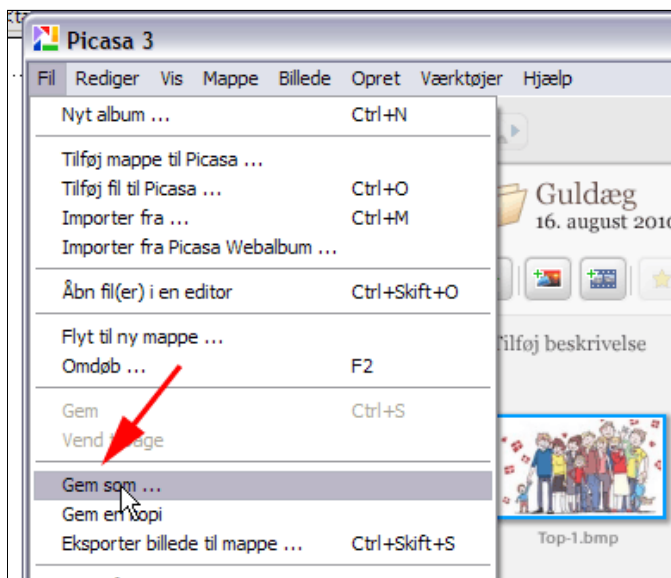 Picasa 3
Fil Rediger Vis Mappe Billede Opret Værktøjer Hjælp
Nyt album ... Ctrl+N
Tilføj mappe til Picasa ...
Tilføj fil til Picasa ... Ctrl+O
Importer fra ... Ctrl+M
Importer fra Picasa Webalbum ...
Åbn fil(er) i en editor Ctrl+Skift+O
Flyt til ny mappe ...
Omdøb ... F2
Gem Ctrl+S
Vend tilbage
Gem som ...
Gem en kopi
Eksporter billede til mappe ... Ctrl+Skift+S
Guldæg
16. august 2010
Tilføj beskrivelse
Top-1.bmp